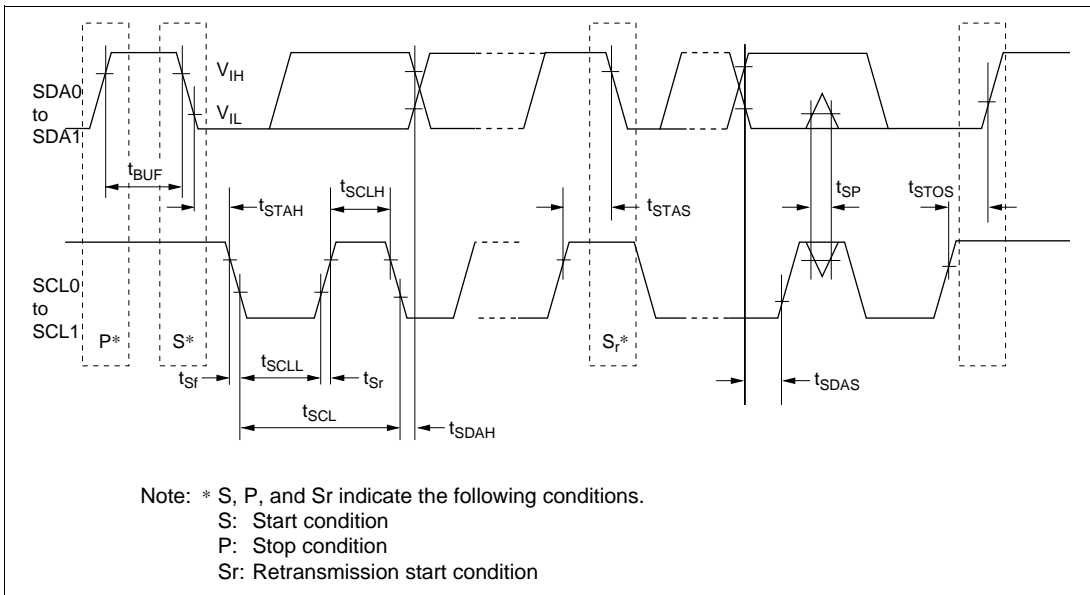 SDA0
to
SDA1
V_IH
V_IL
t_BUF
t_STAH
t_SCLH
t_STAS
t_SP
t_STOS
SCL0
to
SCL1
P*
S*
S_r*
t_Sf
t_SCLL
t_Sr
t_SDAS
t_SCL
t_SDAH
Note: * S, P, and Sr indicate the following conditions.
S: Start condition
P: Stop condition
Sr: Retransmission start condition